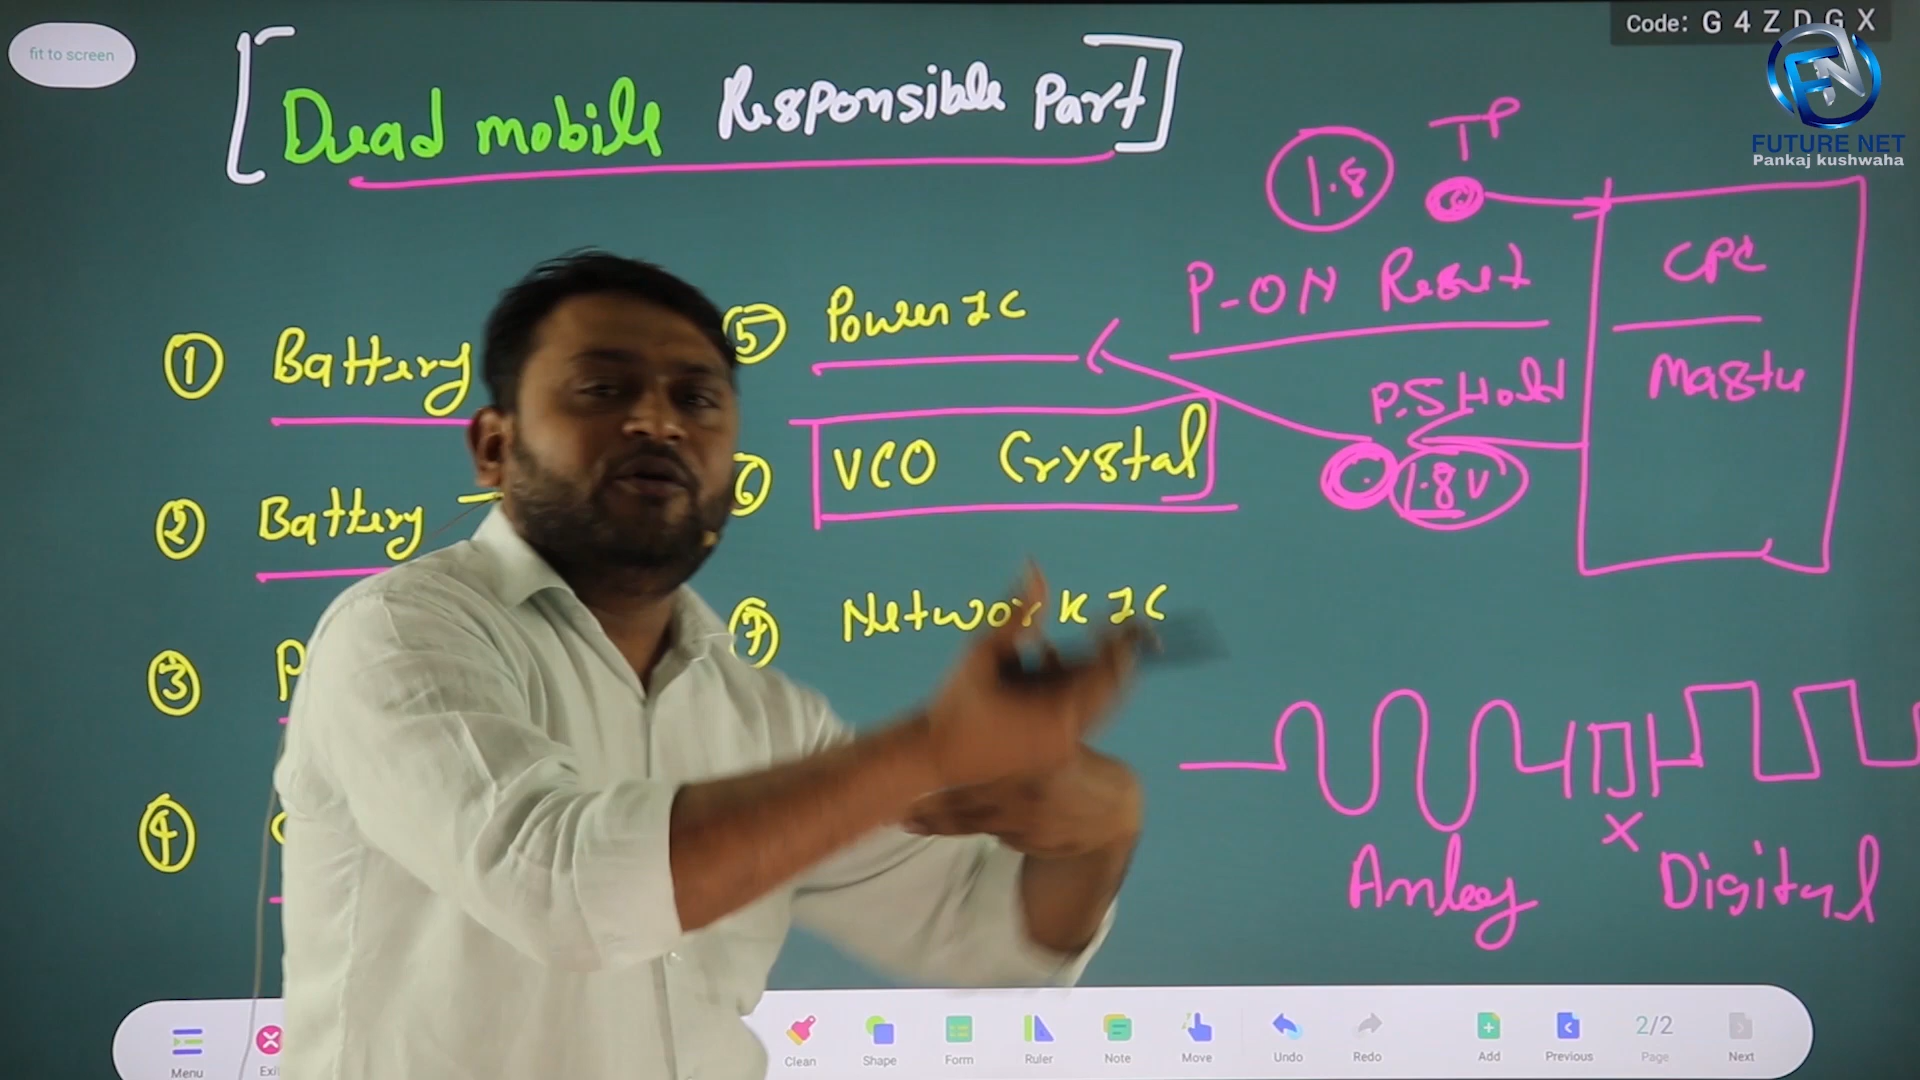 fit to screen
Code: G 4 Z D G X
FUTURE NET
Pankaj kushwaha
[Dead mobile Responsible Part]
① Battery
② Battery
③ P
④
⑤ Power IC
⑥ VCO Crystal
⑦ Network IC
1.8
TP
P-ON Reset
P.S Hold
1.8 V
CPU
Master
X
Analog
Digital
Menu
Exi
Clean
Shape
Form
Ruler
Note
Move
Undo
Redo
Add
Previous
2/2
Page
Next